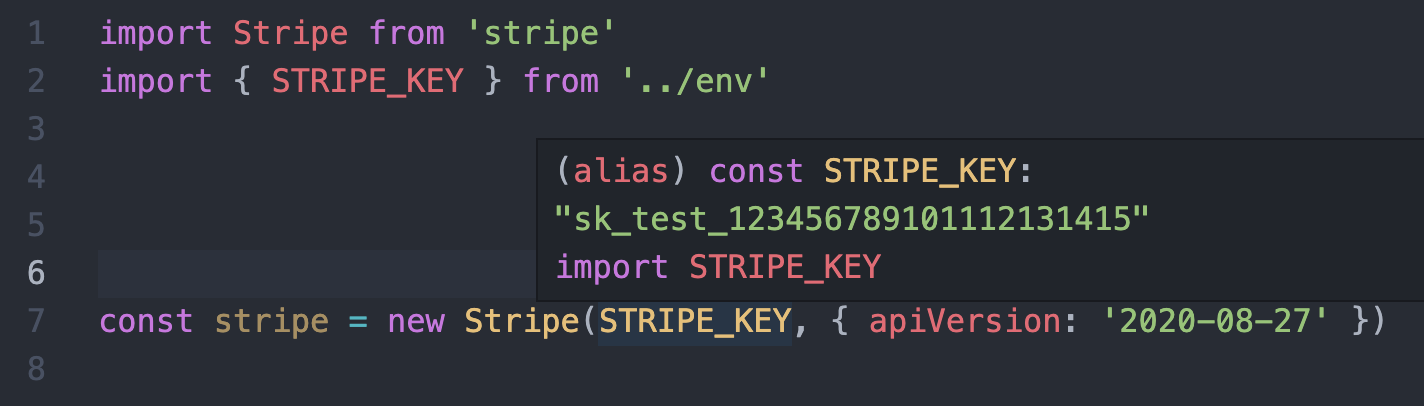 1 import Stripe from 'stripe'
2 import { STRIPE_KEY } from '../env'
3
4 (alias) const STRIPE_KEY:
5 "sk_test_123456789101112131415"
6 import STRIPE_KEY
7 const stripe = new Stripe(STRIPE_KEY, { apiVersion: '2020-08-27' })
8